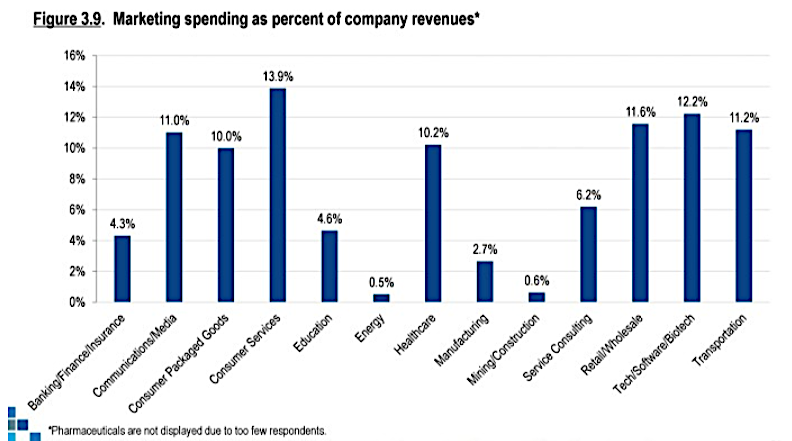 Figure 3.9. Marketing spending as percent of company revenues*
16%
14%
12%
10%
8%
6%
4%
2%
0%
4.3%
11.0%
10.0%
13.9%
4.6%
0.5%
10.2%
2.7%
0.6%
6.2%
11.6%
12.2%
11.2%
Banking/Finance/Insurance
Communications/Media
Consumer Packaged Goods
Consumer Services
Education
Energy
Healthcare
Manufacturing
Mining/Construction
Service Consulting
Retail/Wholesale
Tech/Software/Biotech
Transportation
*Pharmaceuticals are not displayed due to too few respondents.